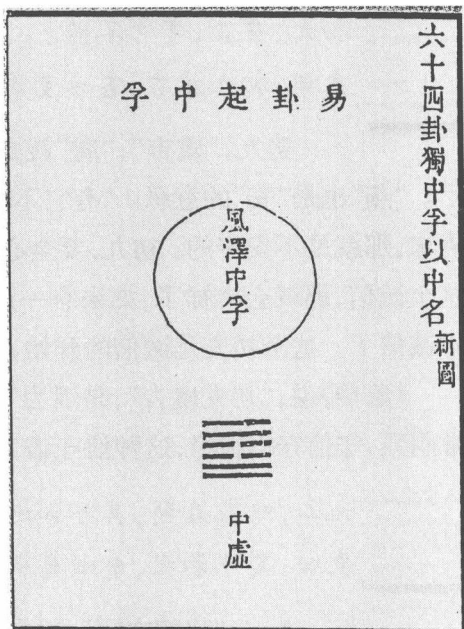 六十四卦獨中孚以中名新圖
易卦起中孚
風澤中孚
中虛